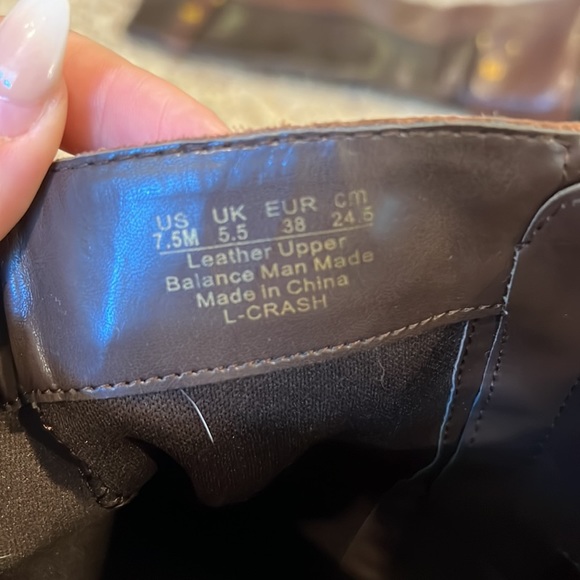 US UK EUR cm
7.5M 5.5 38 24.5
Leather Upper
Balance Man Made
Made in China
L-CRASH